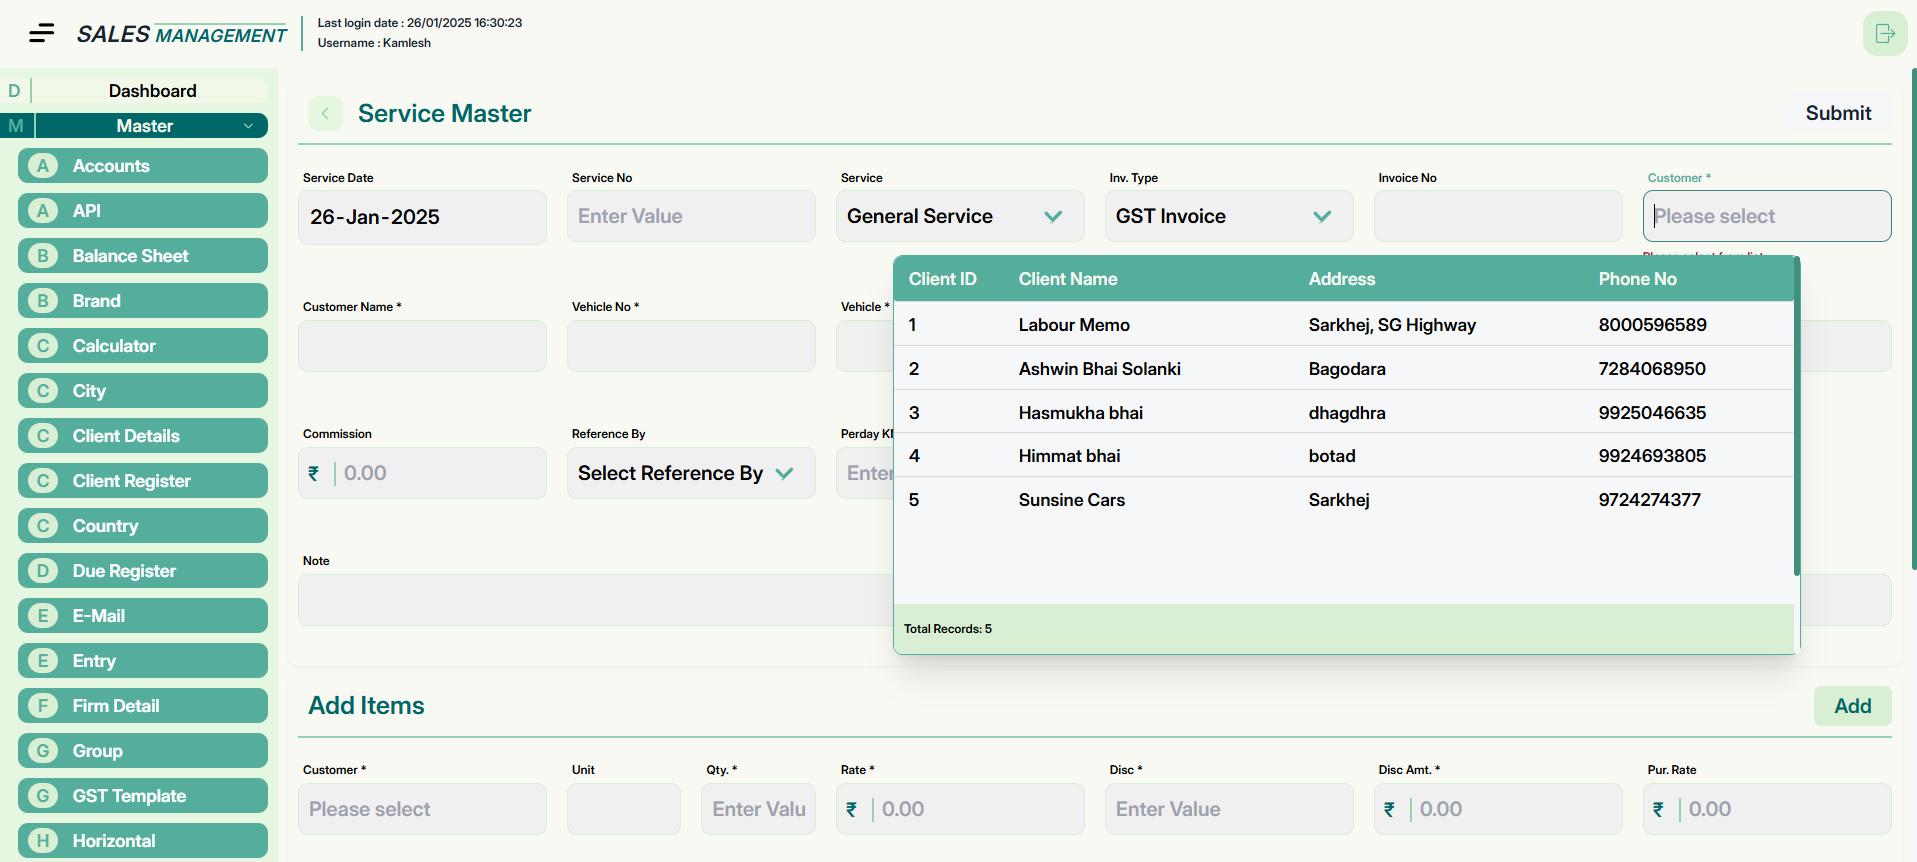 SALES MANAGEMENT
Last login date : 26/01/2025 16:30:23
Username : Kamlesh
D Dashboard
M Master
A Accounts
A API
B Balance Sheet
B Brand
C Calculator
C City
C Client Details
C Client Register
C Country
D Due Register
E E-Mail
E Entry
F Firm Detail
G Group
G GST Template
H Horizontal
Service Master
Submit
Service Date Service No Service Inv. Type Invoice No Customer *
26-Jan-2025 Enter Value General Service GST Invoice Please select
Please select from list
Customer Name * Vehicle No * Vehicle *
Commission Reference By Perday
₹ 0.00 Select Reference By Enter
Note
Client ID Client Name Address Phone No
1 Labour Memo Sarkhej, SG Highway 8000596589
2 Ashwin Bhai Solanki Bagodara 7284068950
3 Hasmukha bhai dhagdhra 9925046635
4 Himmat bhai botad 9924693805
5 Sunsine Cars Sarkhej 9724274377
Total Records: 5
Add Items
Add
Customer * Unit Qty. * Rate * Disc * Disc Amt. * Pur. Rate
Please select Enter Valu ₹ 0.00 Enter Value ₹ 0.00 ₹ 0.00